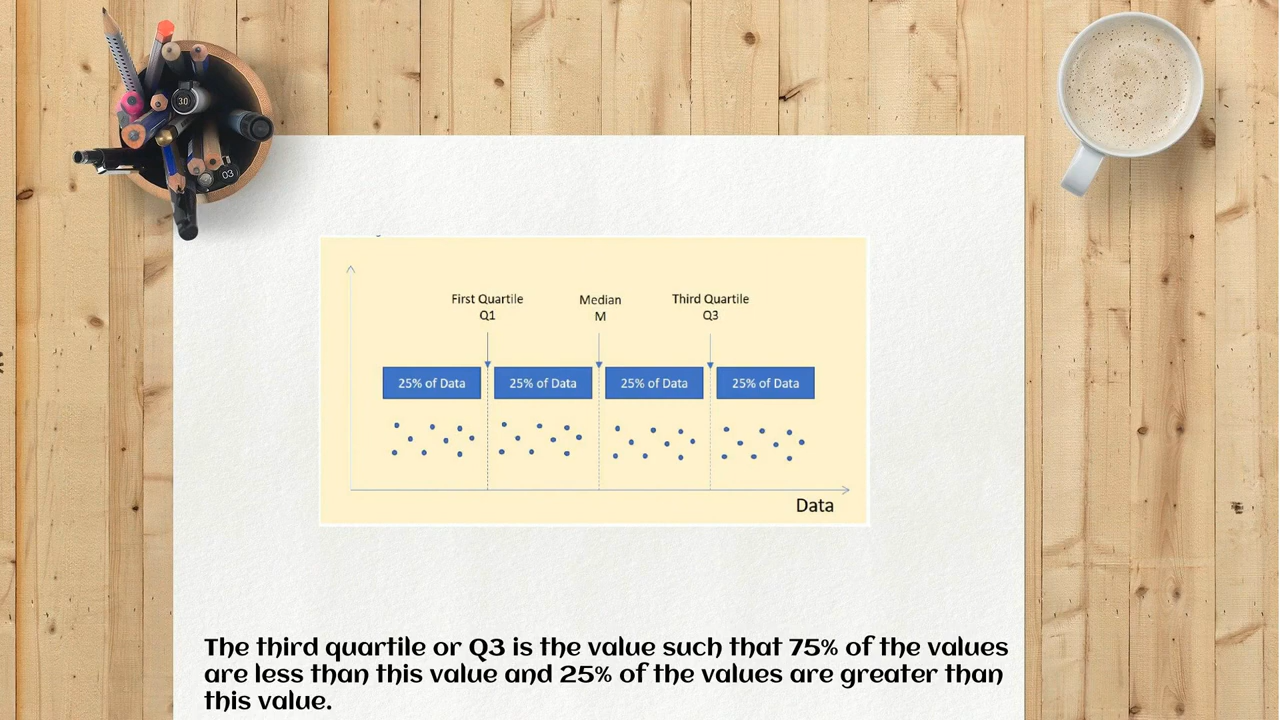 30
03
First Quartile
Q1
Median
M
Third Quartile
Q3
25% of Data
25% of Data
25% of Data
25% of Data
Data
The third quartile or Q3 is the value such that 75% of the values
are less than this value and 25% of the values are greater than
this value.